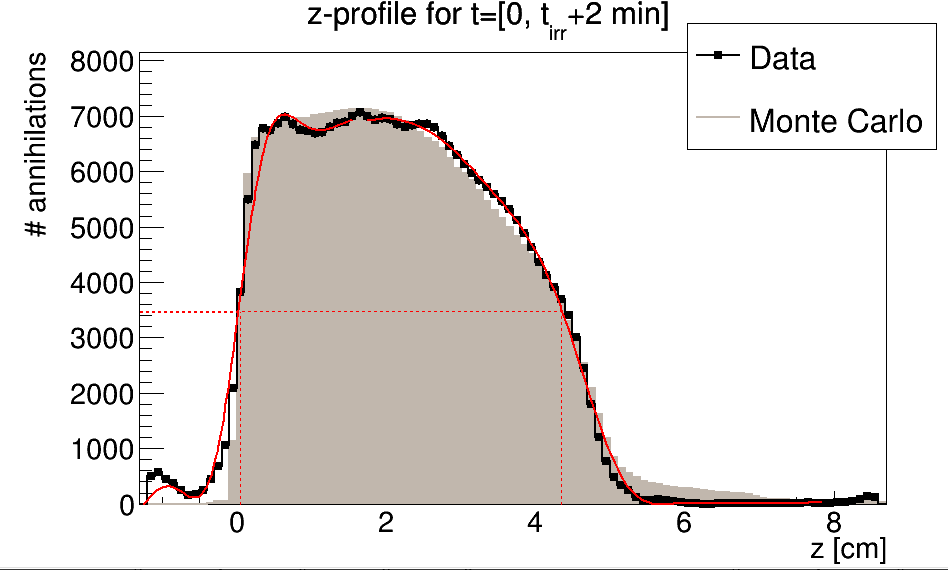 z-profile for t=[0, t_irr+2 min]
Data
Monte Carlo
# annihilations
8000
7000
6000
5000
4000
3000
2000
1000
0
0 2 4 6 8
z [cm]